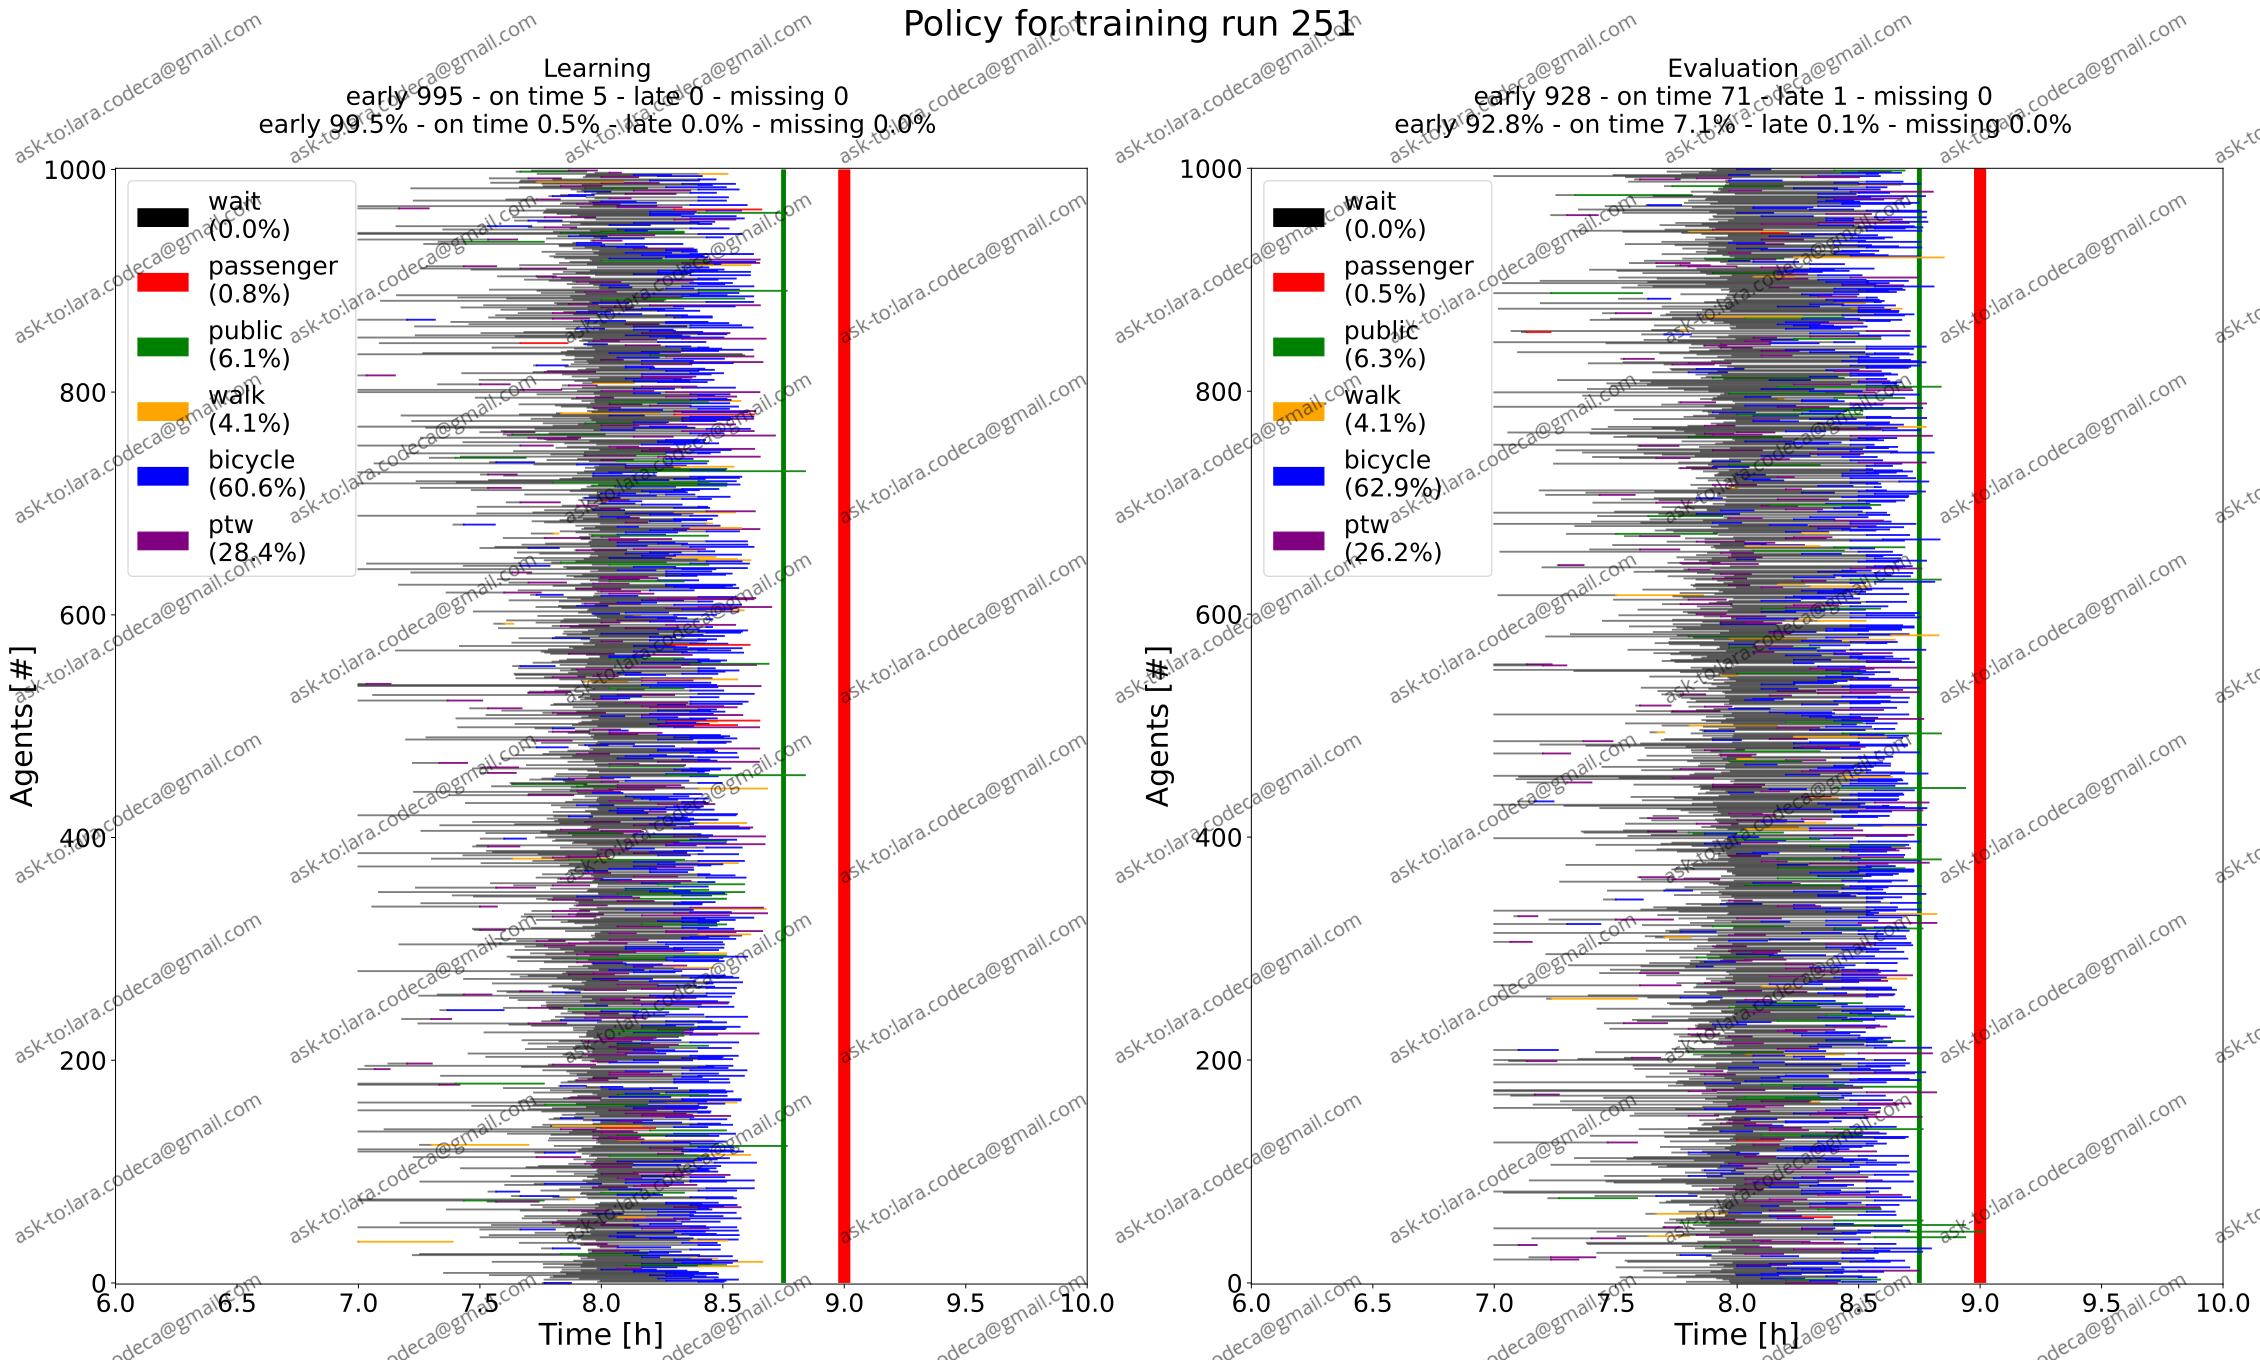 Policy for training run 251
Learning
early 995 - on time 5 - late 0 - missing 0
early 99.5% - on time 0.5% - late 0.0% - missing 0.0%
1000
800
600
400
200
0
Agents [#]
wait
(0.0%)
passenger
(0.8%)
public
(6.1%)
walk
(4.1%)
bicycle
(60.6%)
ptw
(28.4%)
6.0 6.5 7.0 7.5 8.0 8.5 9.0 9.5 10.0
Time [h]
Evaluation
early 928 - on time 71 - late 1 - missing 0
early 92.8% - on time 7.1% - late 0.1% - missing 0.0%
1000
800
600
400
200
0
Agents [#]
wait
(0.0%)
passenger
(0.5%)
public
(6.3%)
walk
(4.1%)
bicycle
(62.9%)
ptw
(26.2%)
6.0 6.5 7.0 7.5 8.0 8.5 9.0 9.5 10.0
Time [h]
ask-to:lara.codeca@gmail.com